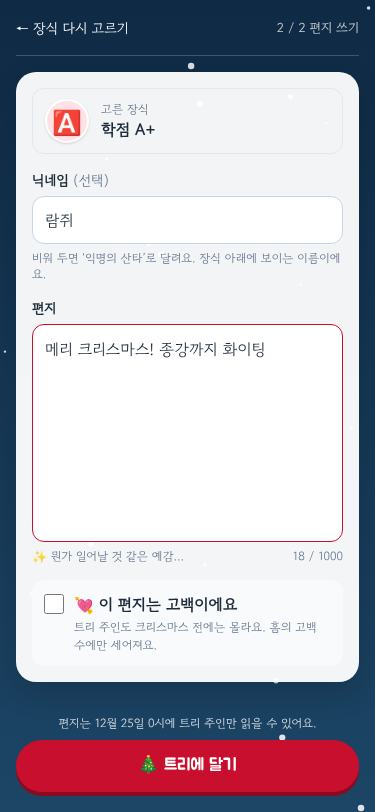 ← 장식 다시 고르기
2 / 2 편지 쓰기
A
고른 장식
학점 A+
닉네임 (선택)
람쥐
비워 두면 '익명의 산타'로 달려요. 장식 아래에 보이는 이름이에
요.
편지
메리 크리스마스! 종강까지 화이팅
✨ 뭔가 일어날 것 같은 예감...
18 / 1000
💘 이 편지는 고백이에요
트리 주인도 크리스마스 전에는 몰라요. 홈의 고백
수에만 세어져요.
편지는 12월 25일 0시에 트리 주인만 읽을 수 있어요.
🎄 트리에 달기